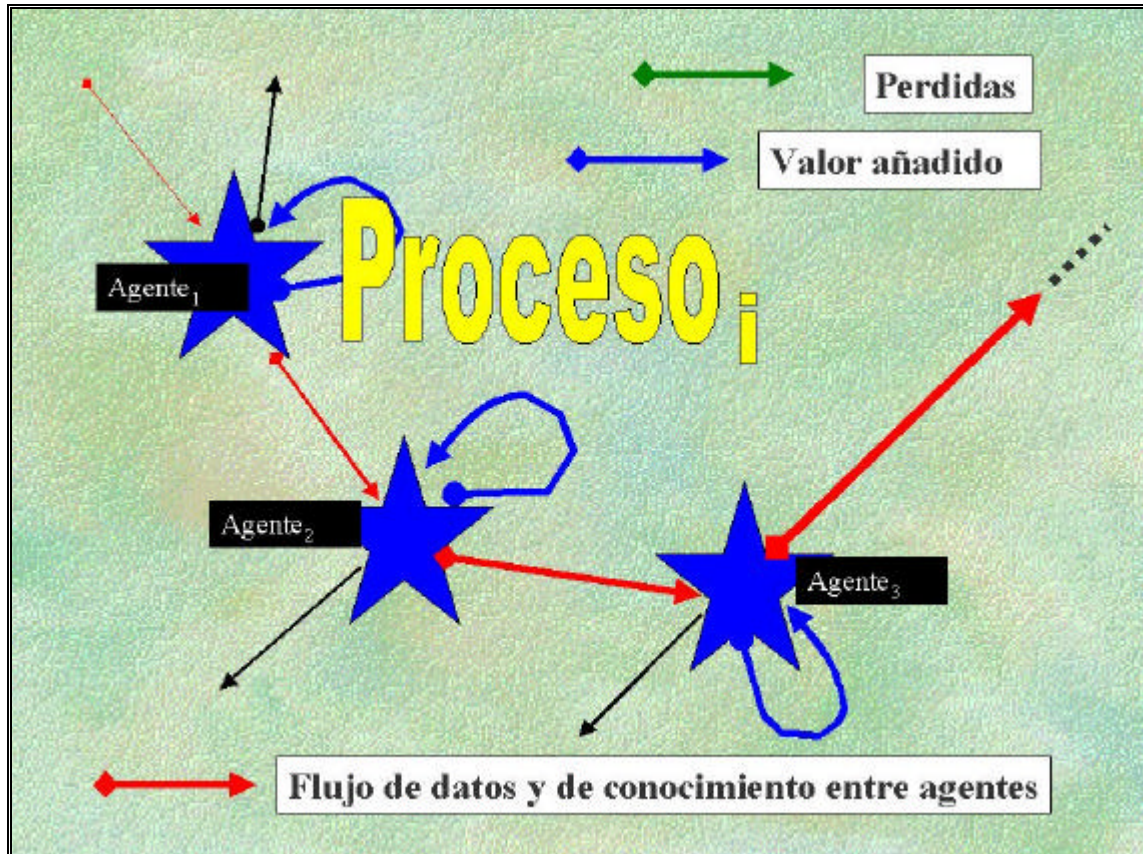 Perdidas
Valor añadido
Proceso i
Agente1
Agente2
Agente3
Flujo de datos y de conocimiento entre agentes